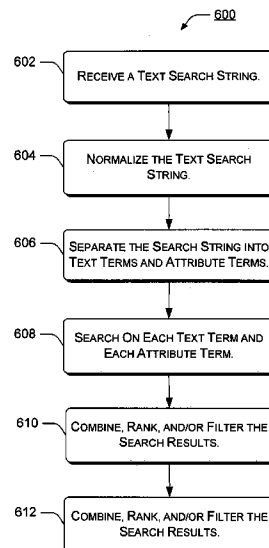 600
602
RECEIVE A TEXT SEARCH STRING.
604
NORMALIZE THE TEXT SEARCH
STRING.
606
SEPARATE THE SEARCH STRING INTO
TEXT TERMS AND ATTRIBUTE TERMS.
608
SEARCH ON EACH TEXT TERM AND
EACH ATTRIBUTE TERM.
610
COMBINE, RANK, AND/OR FILTER THE
SEARCH RESULTS.
612
COMBINE, RANK, AND/OR FILTER THE
SEARCH RESULTS.